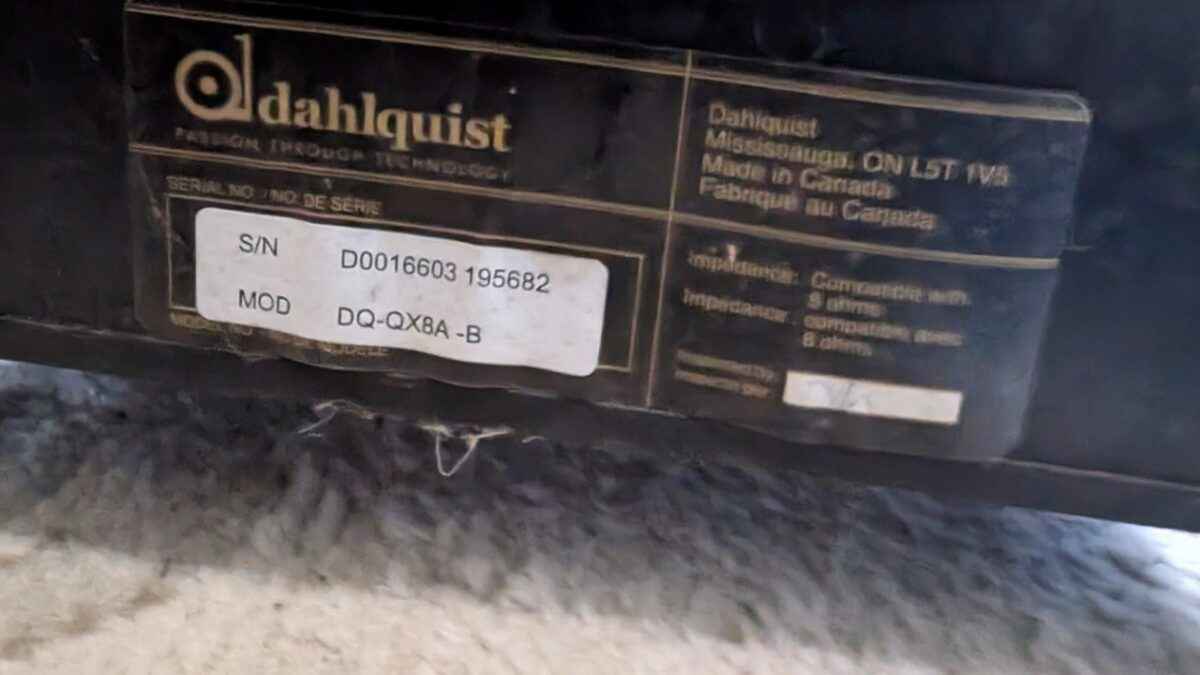 dahlquist
PASSION THROUGH TECHNOLOGY
SERIAL NO. / NO. DE SÉRIE
S/N D0016603 195682
MOD DQ-QX8A -B
Dahlquist
Mississauga, ON L5T 1V5
Made in Canada
Fabriqué au Canada
Impedance: Compatible with
8 ohms
Impédance: compatible avec
8 ohms